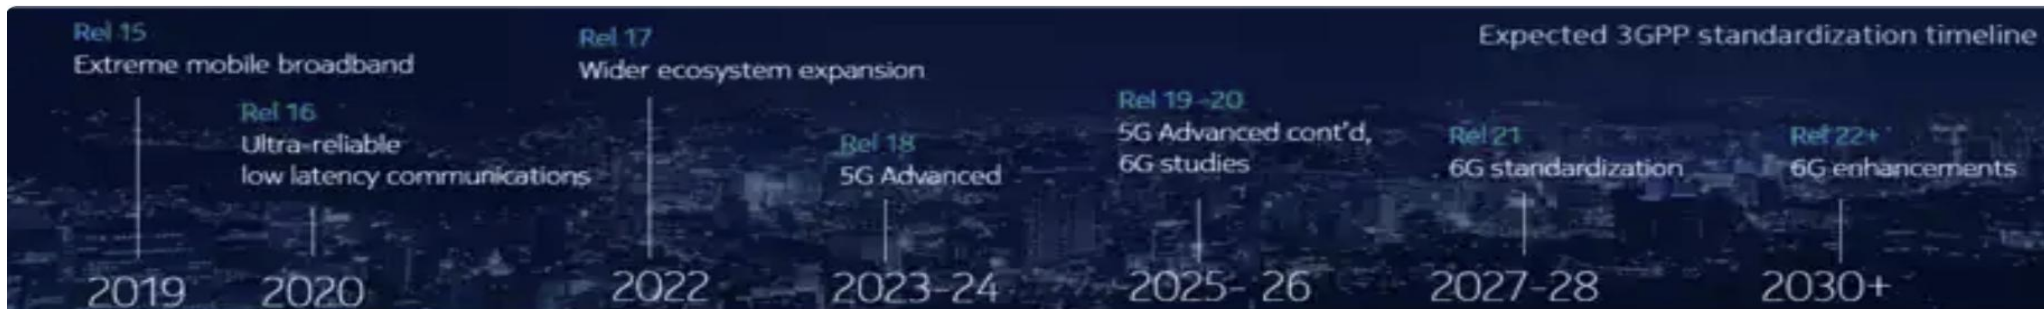 Expected 3GPP standardization timeline
Rel 15
Extreme mobile broadband
2019
Rel 16
Ultra-reliable
low latency communications
2020
Rel 17
Wider ecosystem expansion
2022
Rel 18
5G Advanced
2023-24
Rel 19 -20
5G Advanced cont'd,
6G studies
2025- 26
Rel 21
6G standardization
2027-28
Rel 22+
6G enhancements
2030+